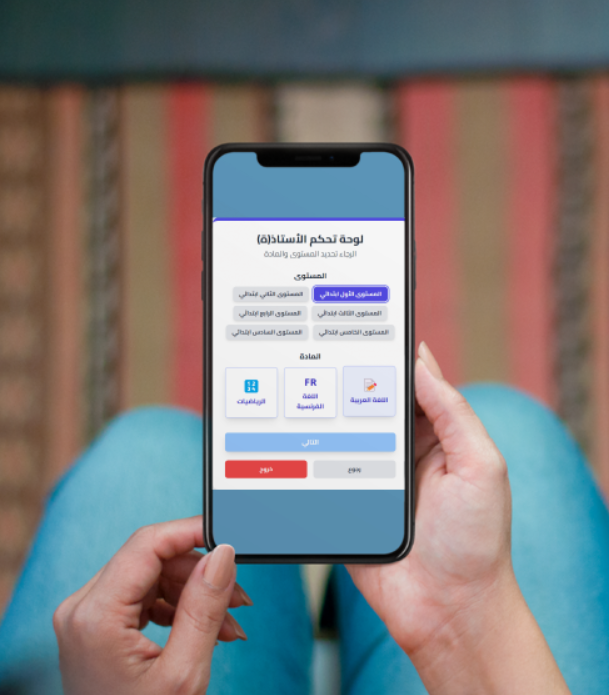 لوحة تحكم الأستاذ(ة)
الرجاء تحديد المستوى والمادة
المستوى
المستوى الأول ابتدائي
المستوى الثاني ابتدائي
المستوى الثالث ابتدائي
المستوى الرابع ابتدائي
المستوى الخامس ابتدائي
المستوى السادس ابتدائي
المادة
اللغة العربية
FR
اللغة
الفرنسية
1 2
3 4
الرياضيات
التالي
رجوع
خروج